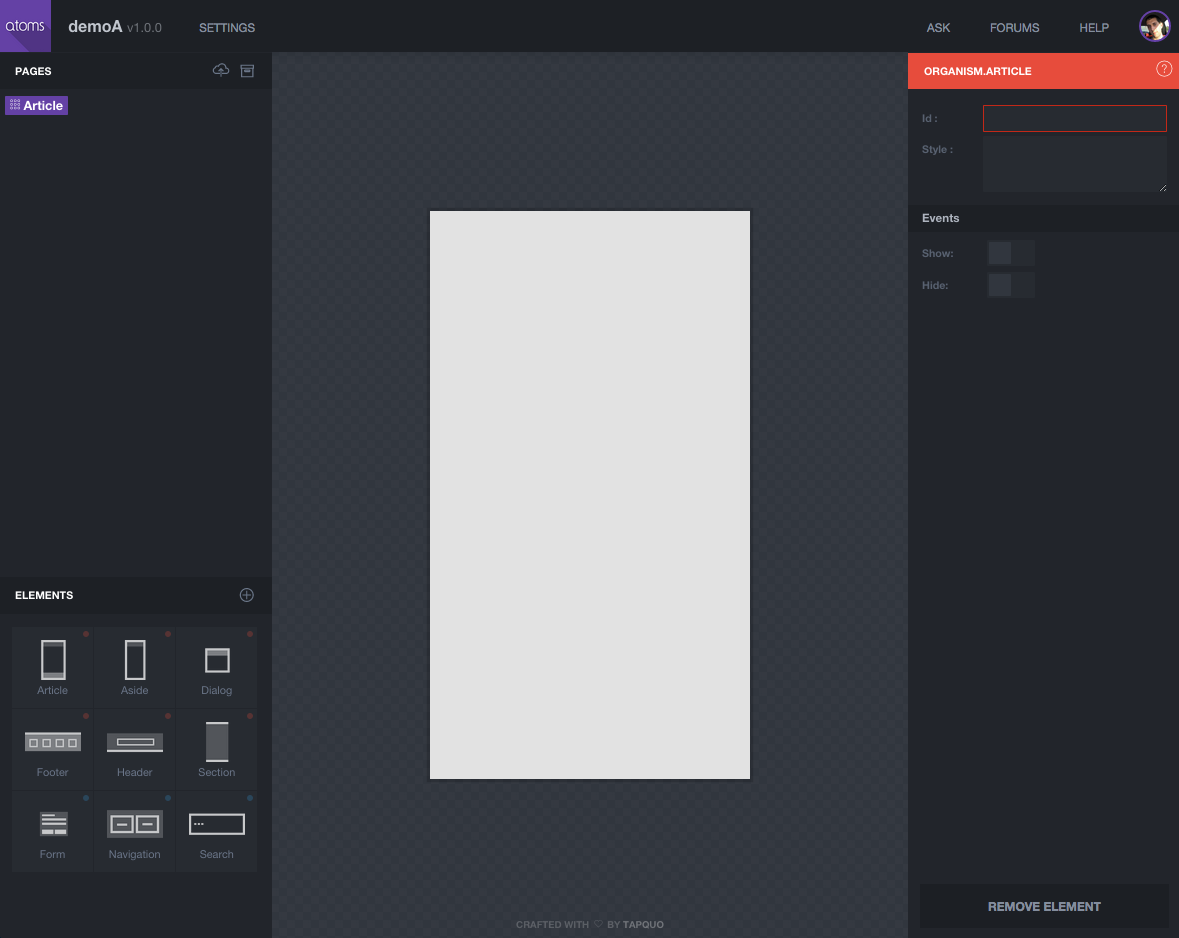 atoms
demoA v1.0.0
SETTINGS
ASK
FORUMS
HELP
PAGES
Article
ORGANISM.ARTICLE
?
Id :
Style :
Events
Show:
Hide:
ELEMENTS
Article
Aside
Dialog
Footer
Header
Section
Form
Navigation
Search
REMOVE ELEMENT
CRAFTED WITH ♡ BY TAPQUO